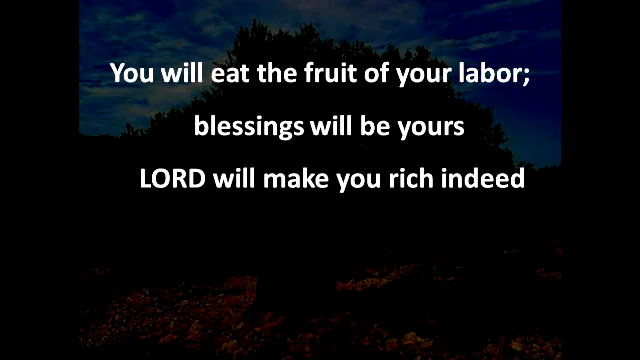 You will eat the fruit of your labor;
blessings will be yours
LORD will make you rich indeed